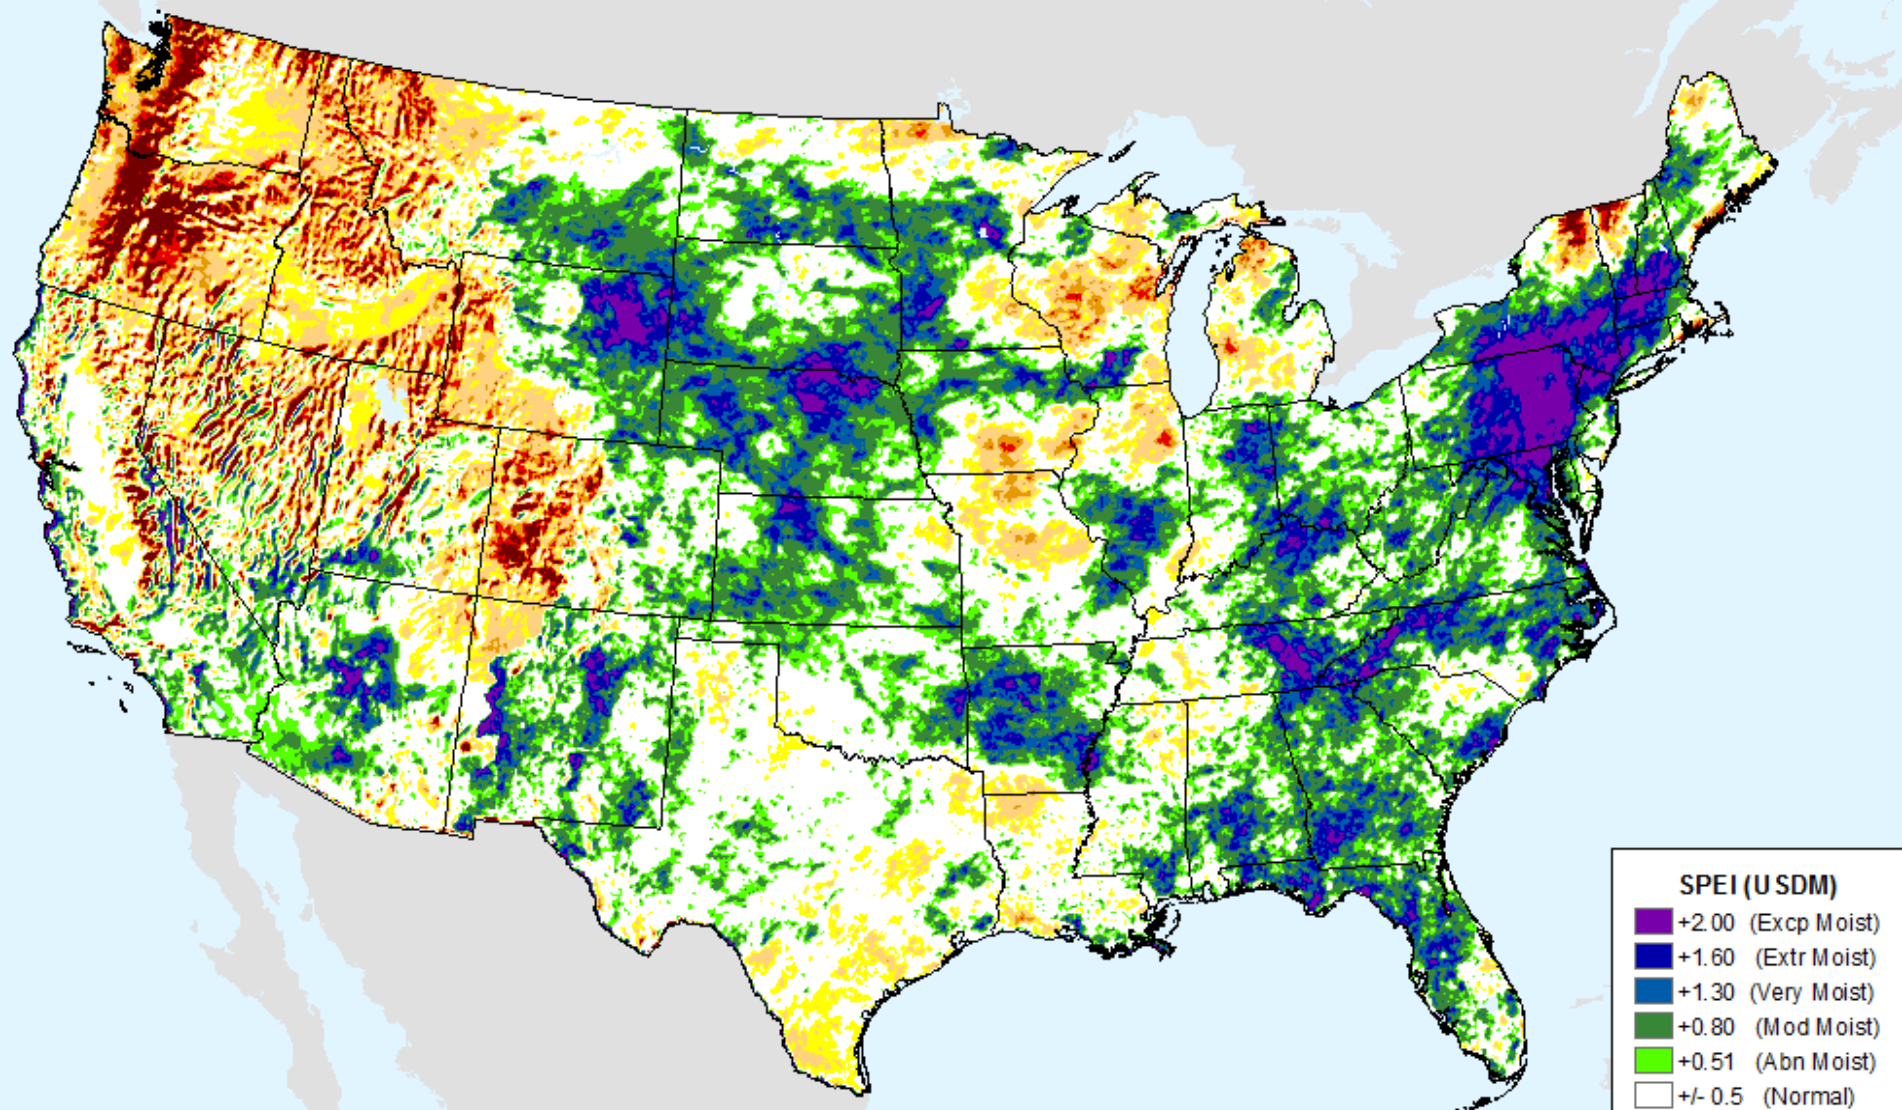 SPEI (USDM)
+2.00 (Excp Moist)
+1.60 (Extr Moist)
+1.30 (Very Moist)
+0.80 (Mod Moist)
+0.51 (Abn Moist)
+/- 0.5 (Normal)